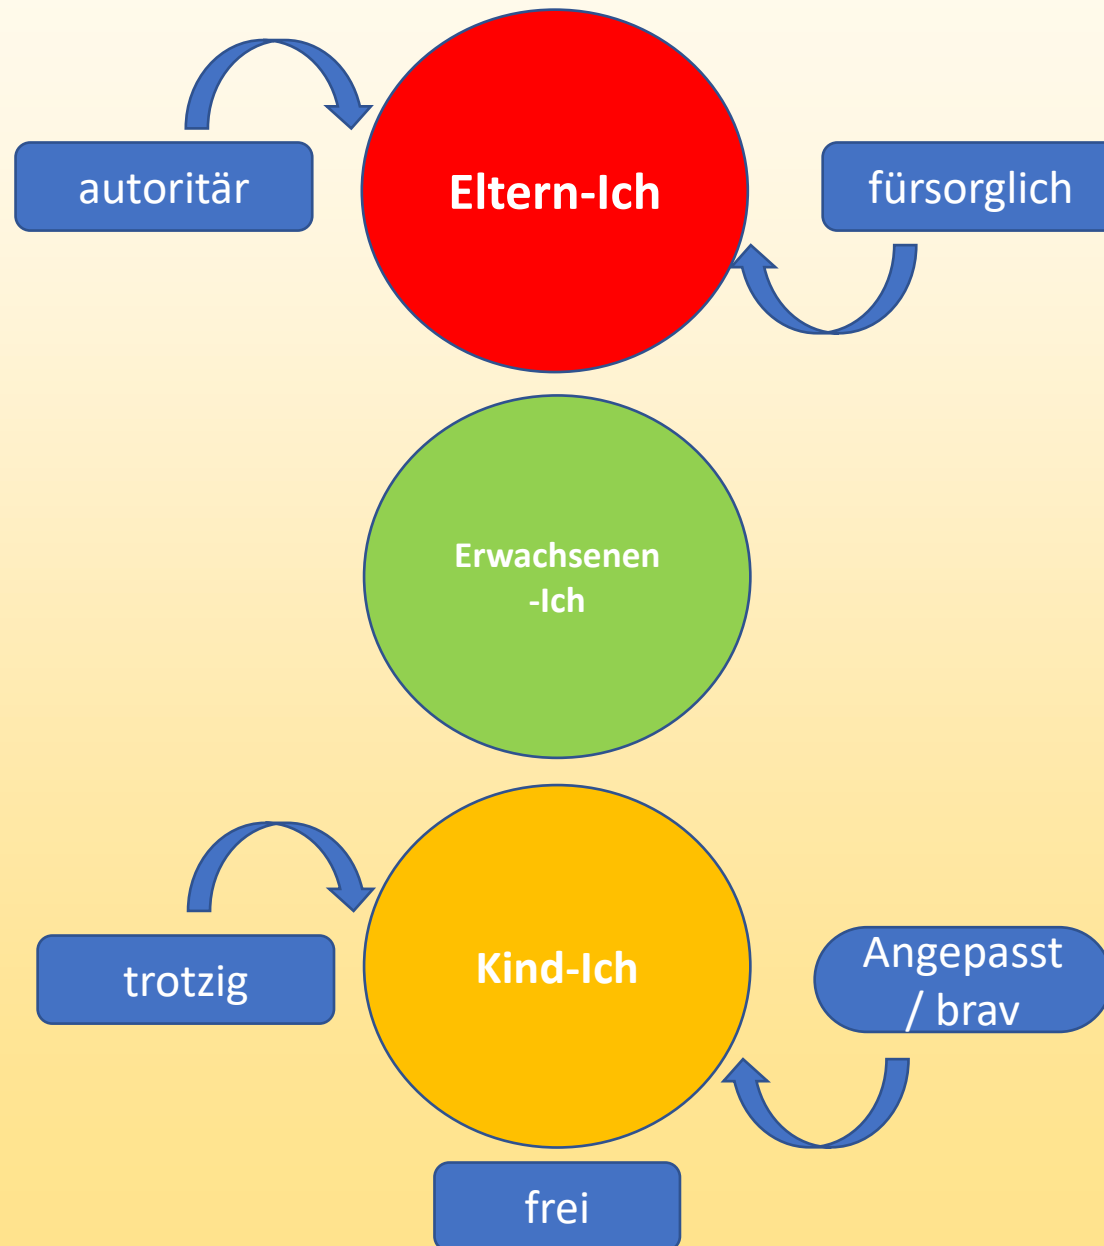 autoritär
Eltern-Ich
fürsorglich
Erwachsenen
-Ich
trotzig
Kind-Ich
Angepasst
/ brav
frei